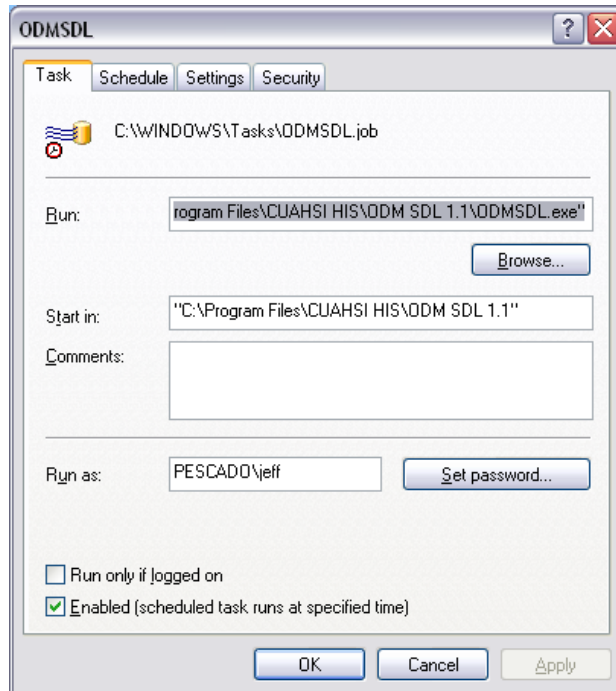 ODMSDL
Task Schedule Settings Security
C:\WINDOWS\Tasks\ODMSDL.job
Run: rogram Files\CUAHSI HIS\ODM SDL 1.1\ODMSDL.exe"
Browse...
Start in: "C:\Program Files\CUAHSI HIS\ODM SDL 1.1"
Comments:
Run as: PESCADO\jeff Set password...
Run only if logged on
Enabled (scheduled task runs at specified time)
OK Cancel Apply